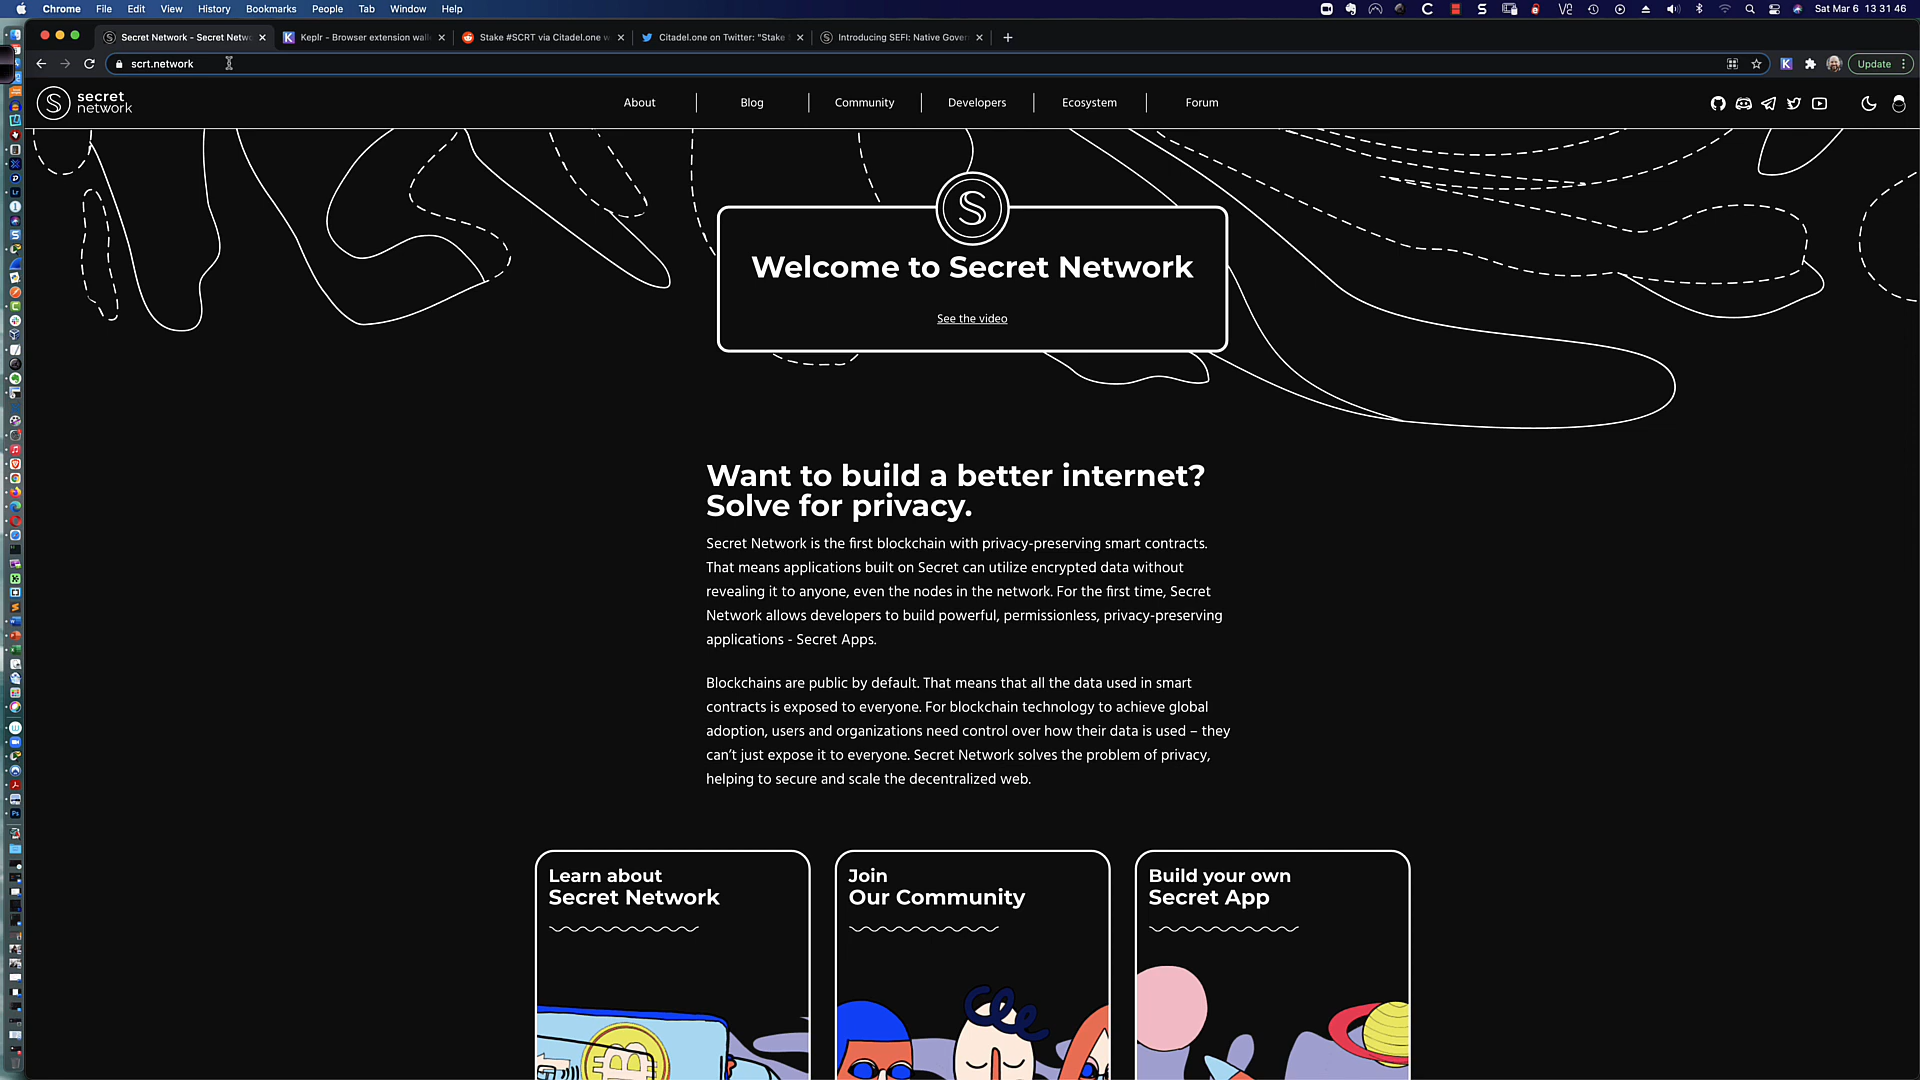 Chrome File Edit View History Bookmarks People Tab Window Help
Sat Mar 6 13 31 46
Secret Network - Secret Netw
Keplr - Browser extension wall
Stake #SCRT via Citadel.one w
Citadel.one on Twitter: "Stake
Introducing SEFI: Native Gover
scrt.network
Update
secret
network
About
Blog
Community
Developers
Ecosystem
Forum
Welcome to Secret Network
See the video
Want to build a better internet?
Solve for privacy.
Secret Network is the first blockchain with privacy-preserving smart contracts.
That means applications built on Secret can utilize encrypted data without
revealing it to anyone, even the nodes in the network. For the first time, Secret
Network allows developers to build powerful, permissionless, privacy-preserving
applications - Secret Apps.
Blockchains are public by default. That means that all the data used in smart
contracts is exposed to everyone. For blockchain technology to achieve global
adoption, users and organizations need control over how their data is used – they
can’t just expose it to everyone. Secret Network solves the problem of privacy,
helping to secure and scale the decentralized web.
Learn about
Secret Network
Join
Our Community
Build your own
Secret App